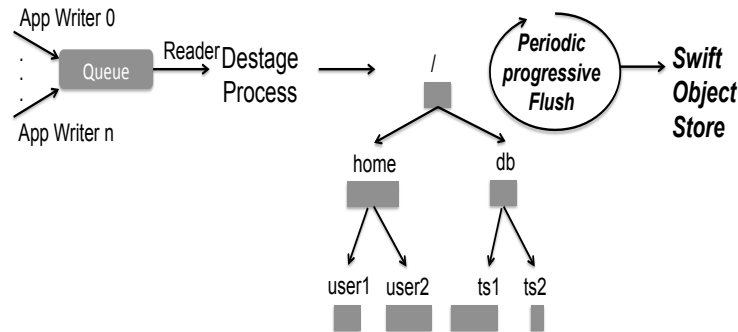 App Writer 0
.
.
.
App Writer n
Queue
Reader
Destage
Process
/
home
db
user1
user2
ts1
ts2
Periodic
progressive
Flush
Swift
Object
Store